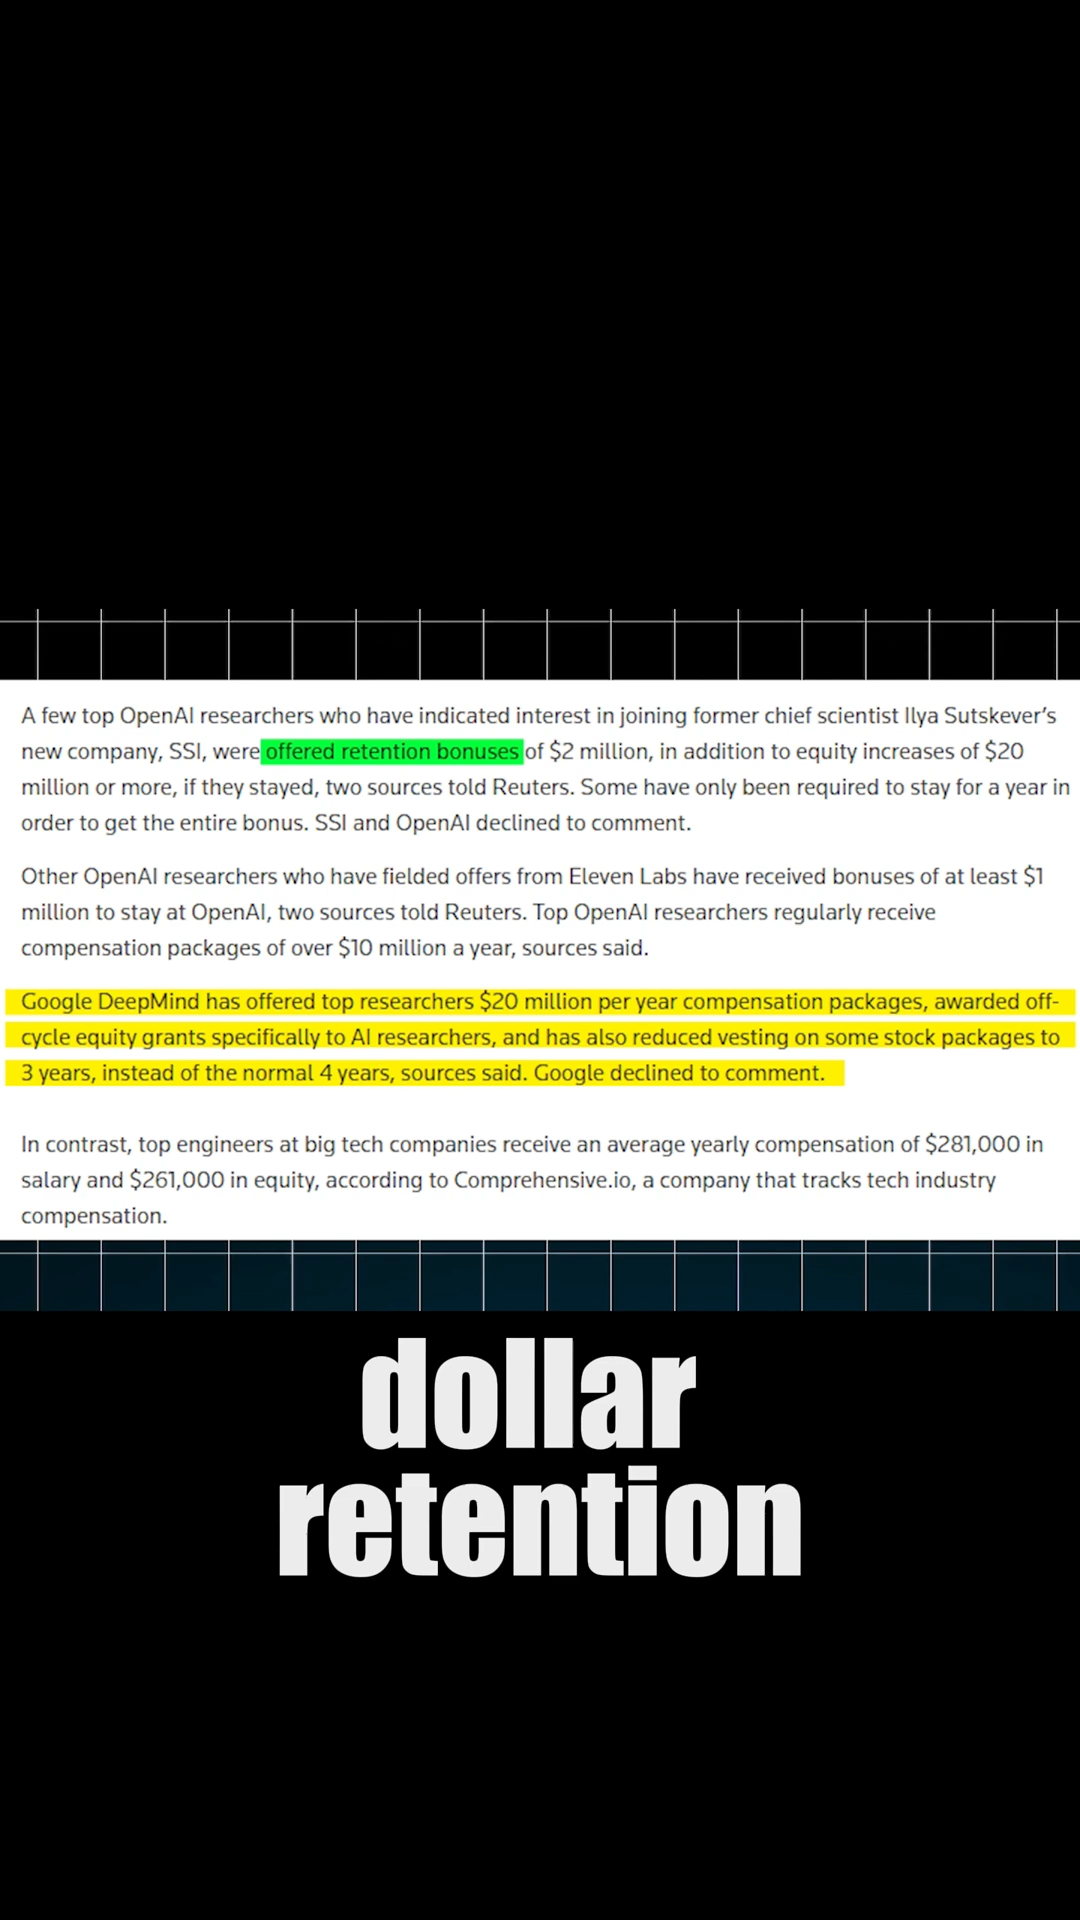 A few top OpenAI researchers who have indicated interest in joining former chief scientist Ilya Sutskever’s
new company, SSI, were offered retention bonuses of $2 million, in addition to equity increases of $20
million or more, if they stayed, two sources told Reuters. Some have only been required to stay for a year in
order to get the entire bonus. SSI and OpenAI declined to comment.
Other OpenAI researchers who have fielded offers from Eleven Labs have received bonuses of at least $1
million to stay at OpenAI, two sources told Reuters. Top OpenAI researchers regularly receive
compensation packages of over $10 million a year, sources said.
Google DeepMind has offered top researchers $20 million per year compensation packages, awarded off-
cycle equity grants specifically to AI researchers, and has also reduced vesting on some stock packages to
3 years, instead of the normal 4 years, sources said. Google declined to comment.
In contrast, top engineers at big tech companies receive an average yearly compensation of $281,000 in
salary and $261,000 in equity, according to Comprehensive.io, a company that tracks tech industry
compensation.
dollar
retention